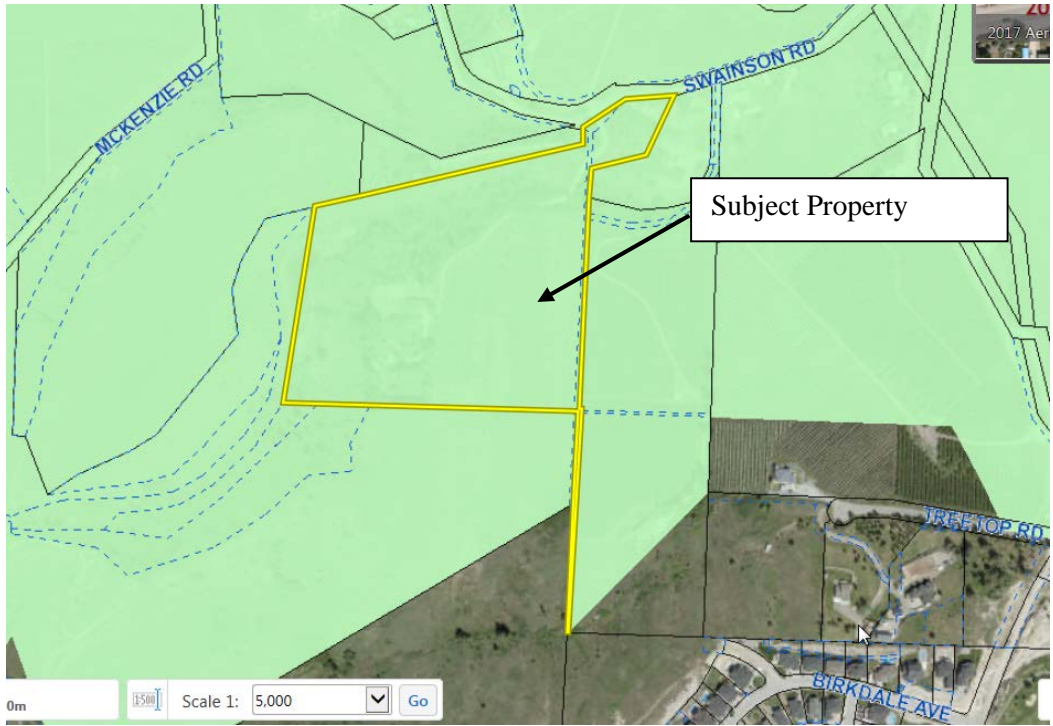 20
2017 Aer
SWAINSON RD
MCKENZIE RD
Subject Property
TREETOP RD
BIRKDALE AVE
0m
1:500
Scale 1:
5,000
Go